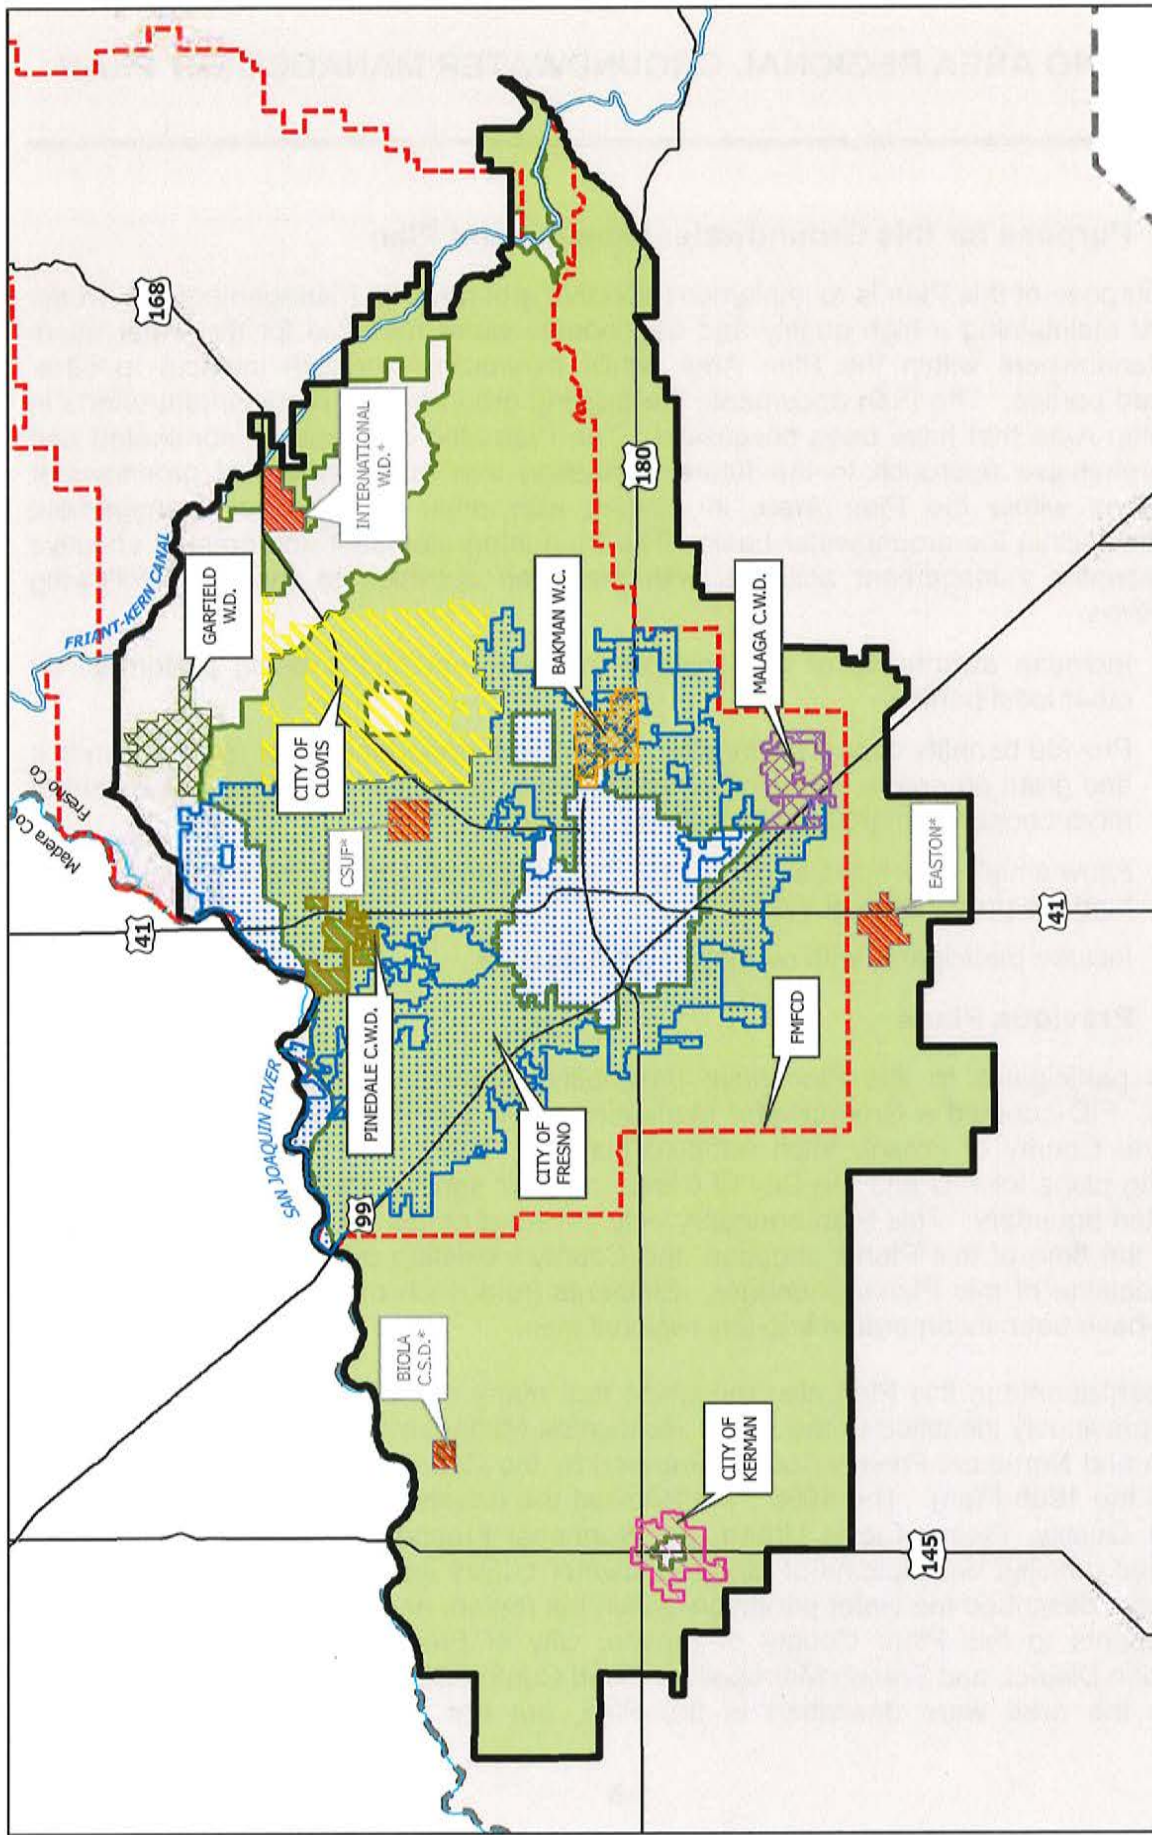 SAN JOAQUIN RIVER
Madera Co
Fresno Co
FRIANT-KERN CANAL
41
168
99
GARFIELD
W.D.
BIOLA
C.S.D.*
PINEDALE C.W.D.
CSUF*
CITY OF
CLOVIS
INTERNATIONAL
W.D.*
CITY OF
FRESNO
BAKMAN W.C.
180
CITY OF
KERMAN
MALAGA C.W.D.
FMFCD
145
EASTON*
41